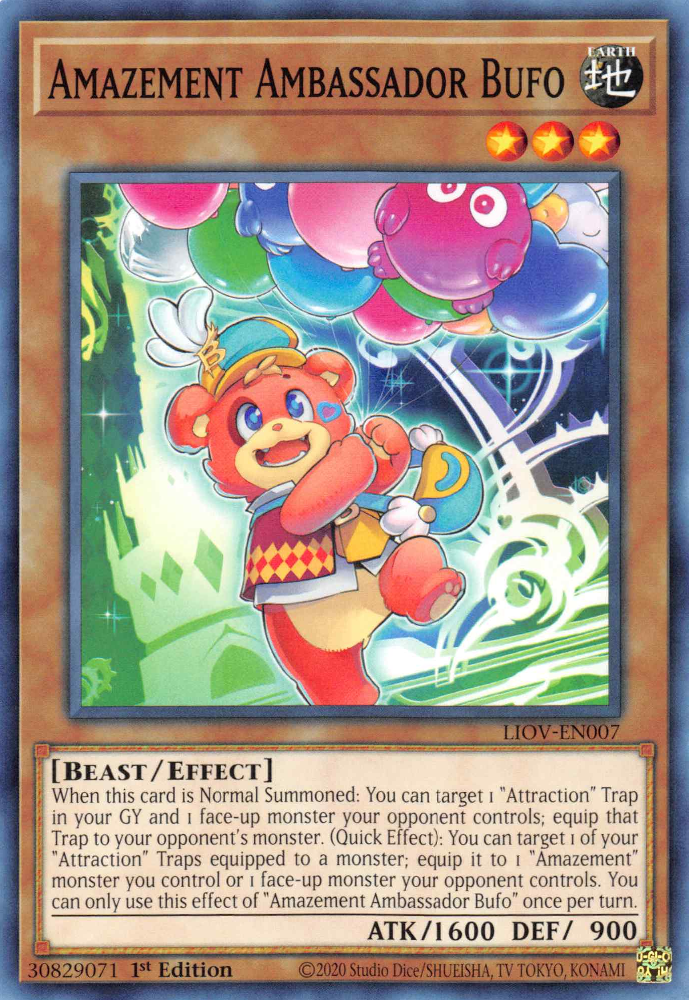 Amazement Ambassador Bufo
EARTH
地
B
LIOV-EN007
[Beast/Effect]
When this card is Normal Summoned: You can target 1 "Attraction" Trap
in your GY and 1 face-up monster your opponent controls; equip that
Trap to your opponent's monster. (Quick Effect): You can target 1 of your
"Attraction" Traps equipped to a monster; equip it to 1 "Amazement"
monster you control or 1 face-up monster your opponent controls. You
can only use this effect of "Amazement Ambassador Bufo" once per turn.
ATK/1600 DEF/ 900
30829071 1st Edition ©2020 Studio Dice/SHUEISHA, TV TOKYO, KONAMI